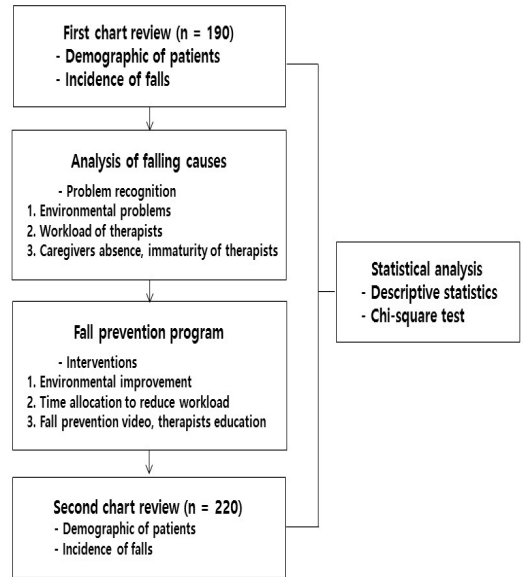 First chart review (n = 190)
- Demographic of patients
- Incidence of falls
Analysis of falling causes
- Problem recognition
1. Environmental problems
2. Workload of therapists
3. Caregivers absence, immaturity of therapists
Fall prevention program
- Interventions
1. Environmental improvement
2. Time allocation to reduce workload
3. Fall prevention video, therapists education
Second chart review (n = 220)
- Demographic of patients
- Incidence of falls
Statistical analysis
- Descriptive statistics
- Chi-square test